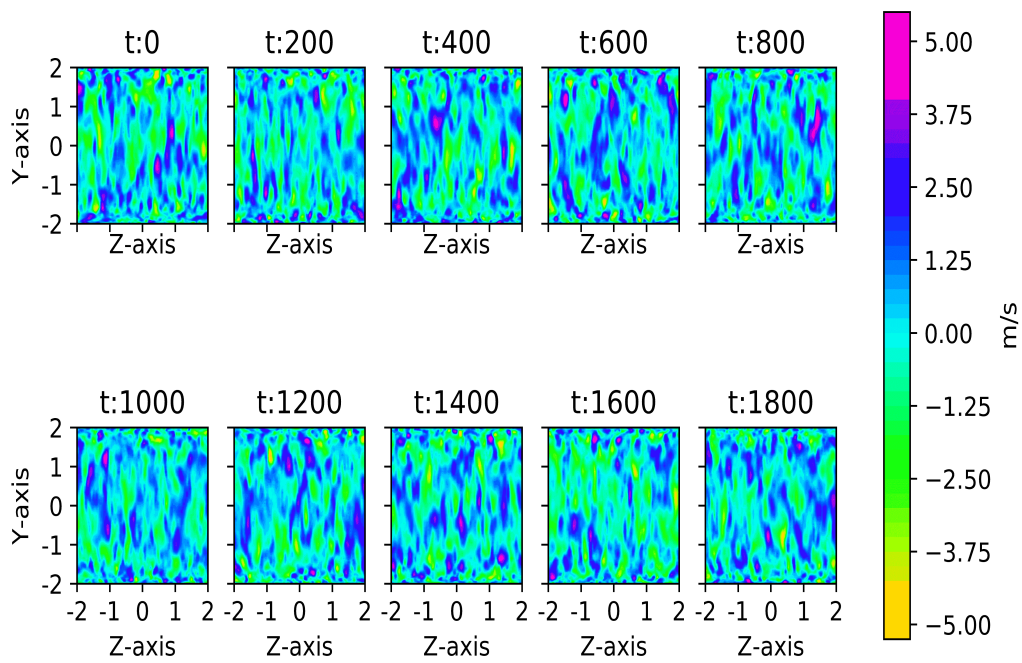 t:0 t:200 t:400 t:600 t:800
2
1
0
-1
-2
Y-axis
Z-axis Z-axis Z-axis Z-axis Z-axis
t:1000 t:1200 t:1400 t:1600 t:1800
2
1
0
-1
-2
Y-axis
-2 -1 0 1 2 -2 -1 0 1 2 -2 -1 0 1 2 -2 -1 0 1 2 -2 -1 0 1 2
Z-axis Z-axis Z-axis Z-axis Z-axis
5.00
3.75
2.50
1.25
0.00
−1.25
−2.50
−3.75
−5.00
m/s